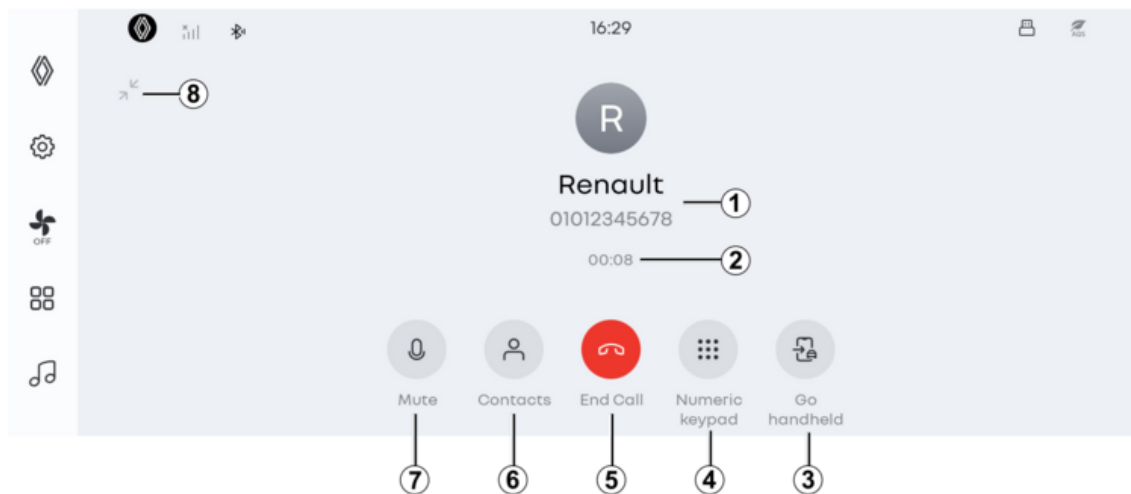 16:29
AQS
8
R
Renault
1
01012345678
OFF
00:08
2
Mute
Contacts
End Call
Numeric keypad
Go handheld
7
6
5
4
3